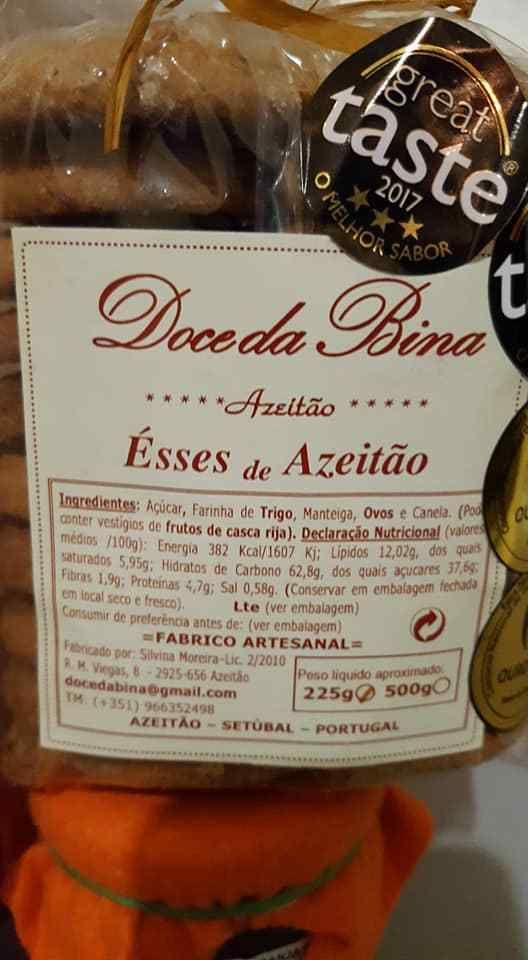 great
taste®
2017
O MELHOR SABOR
Doce da Bina
***** Azeitão *****
Ésses de Azeitão
Ingredientes: Açúcar, Farinha de Trigo, Manteiga, Ovos e Canela. (Pod
conter vestígios de frutos de casca rija). Declaração Nutricional (valores
médios /100g): Energia 382 Kcal/1607 Kj; Lípidos 12,02g, dos quais
saturados 5,95g; Hidratos de Carbono 62,8g, dos quais açucares 37,6g;
Fibras 1,9g; Proteínas 4,7g; Sal 0,58g. (Conservar em embalagem fechada
em local seco e fresco). Lte (ver embalagem)
Consumir de preferência antes de: (ver embalagem)
=FABRICO ARTESANAL=
Fabricado por: Silvina Moreira-Lic. 2/2010
R. M. Viegas, 8 - 2925-656 Azeitão
docedabina@gmail.com
TM. (+351) 966352498
Peso líquido aproximado:
225g 500g
AZEITÃO – SETÚBAL – PORTUGAL
t